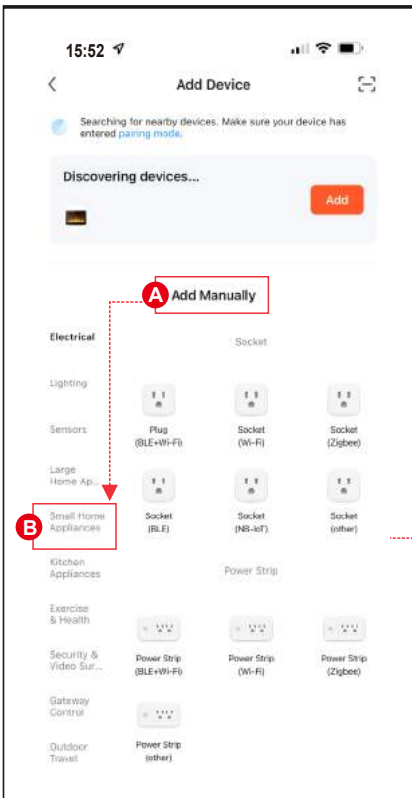 15:52
Add Device
Searching for nearby devices. Make sure your device has
entered pairing mode.
Discovering devices...
Add
A
Add Manually
Electrical
Lighting
Sensors
Large
Home Ap...
B
Small Home
Appliances
Kitchen
Appliances
Exercise
& Health
Security &
Video Sur...
Gateway
Control
Outdoor
Travel
Socket
Plug
(BLE+Wi-Fi)
Socket
(Wi-Fi)
Socket
(Zigbee)
Socket
(BLE)
Socket
(NB-IoT)
Socket
(other)
Power Strip
Power Strip
(BLE+Wi-Fi)
Power Strip
(Wi-Fi)
Power Strip
(Zigbee)
Power Strip
(other)